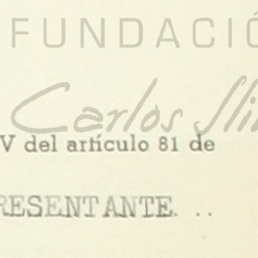 FUNDACIÓ
Carlos Sli
V del artículo 81 de
RESENTANTE. ..